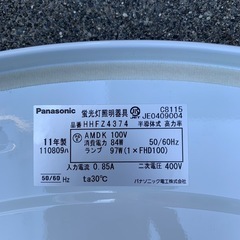 Panasonic 蛍光灯照明器具 C8115
JE0409004
品番 HHFZ4374 半導体式 高力率
11年製
110809n
AMDK 100V
消費電力 84W 50/60Hz
ランプ 97W(1×FHD100)
入力電流 0.85A 二次電圧 400V
50/60 Hz ta30℃ パナソニック電工株式会社